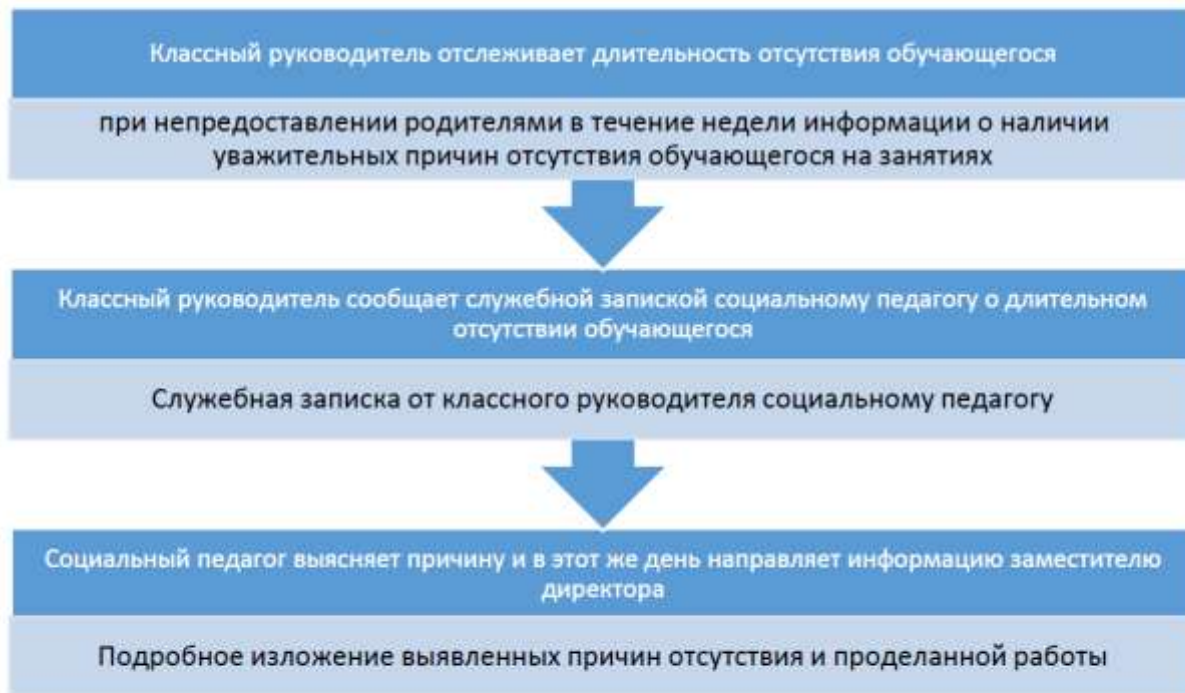 Классный руководитель отслеживает длительность отсутствия обучающегося
при непредоставлении родителями в течение недели информации о наличии
уважительных причин отсутствия обучающегося на занятиях
Классный руководитель сообщает служебной запиской социальному педагогу о длительном
отсутствии обучающегося
Служебная записка от классного руководителя социальному педагогу
Социальный педагог выясняет причину и в этот же день направляет информацию заместителю
директора
Подробное изложение выявленных причин отсутствия и проделанной работы